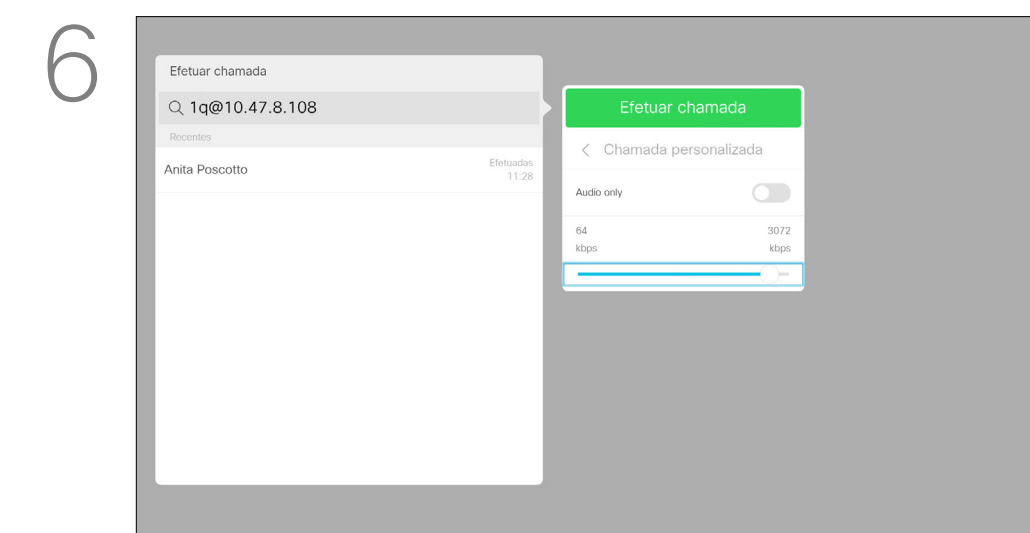 6
Efetuar chamada
1q@10.47.8.108
Recentes
Anita Poscotto
Efetuadas
11:28
Efetuar chamada
Chamada personalizada
Audio only
64 3072
kbps kbps